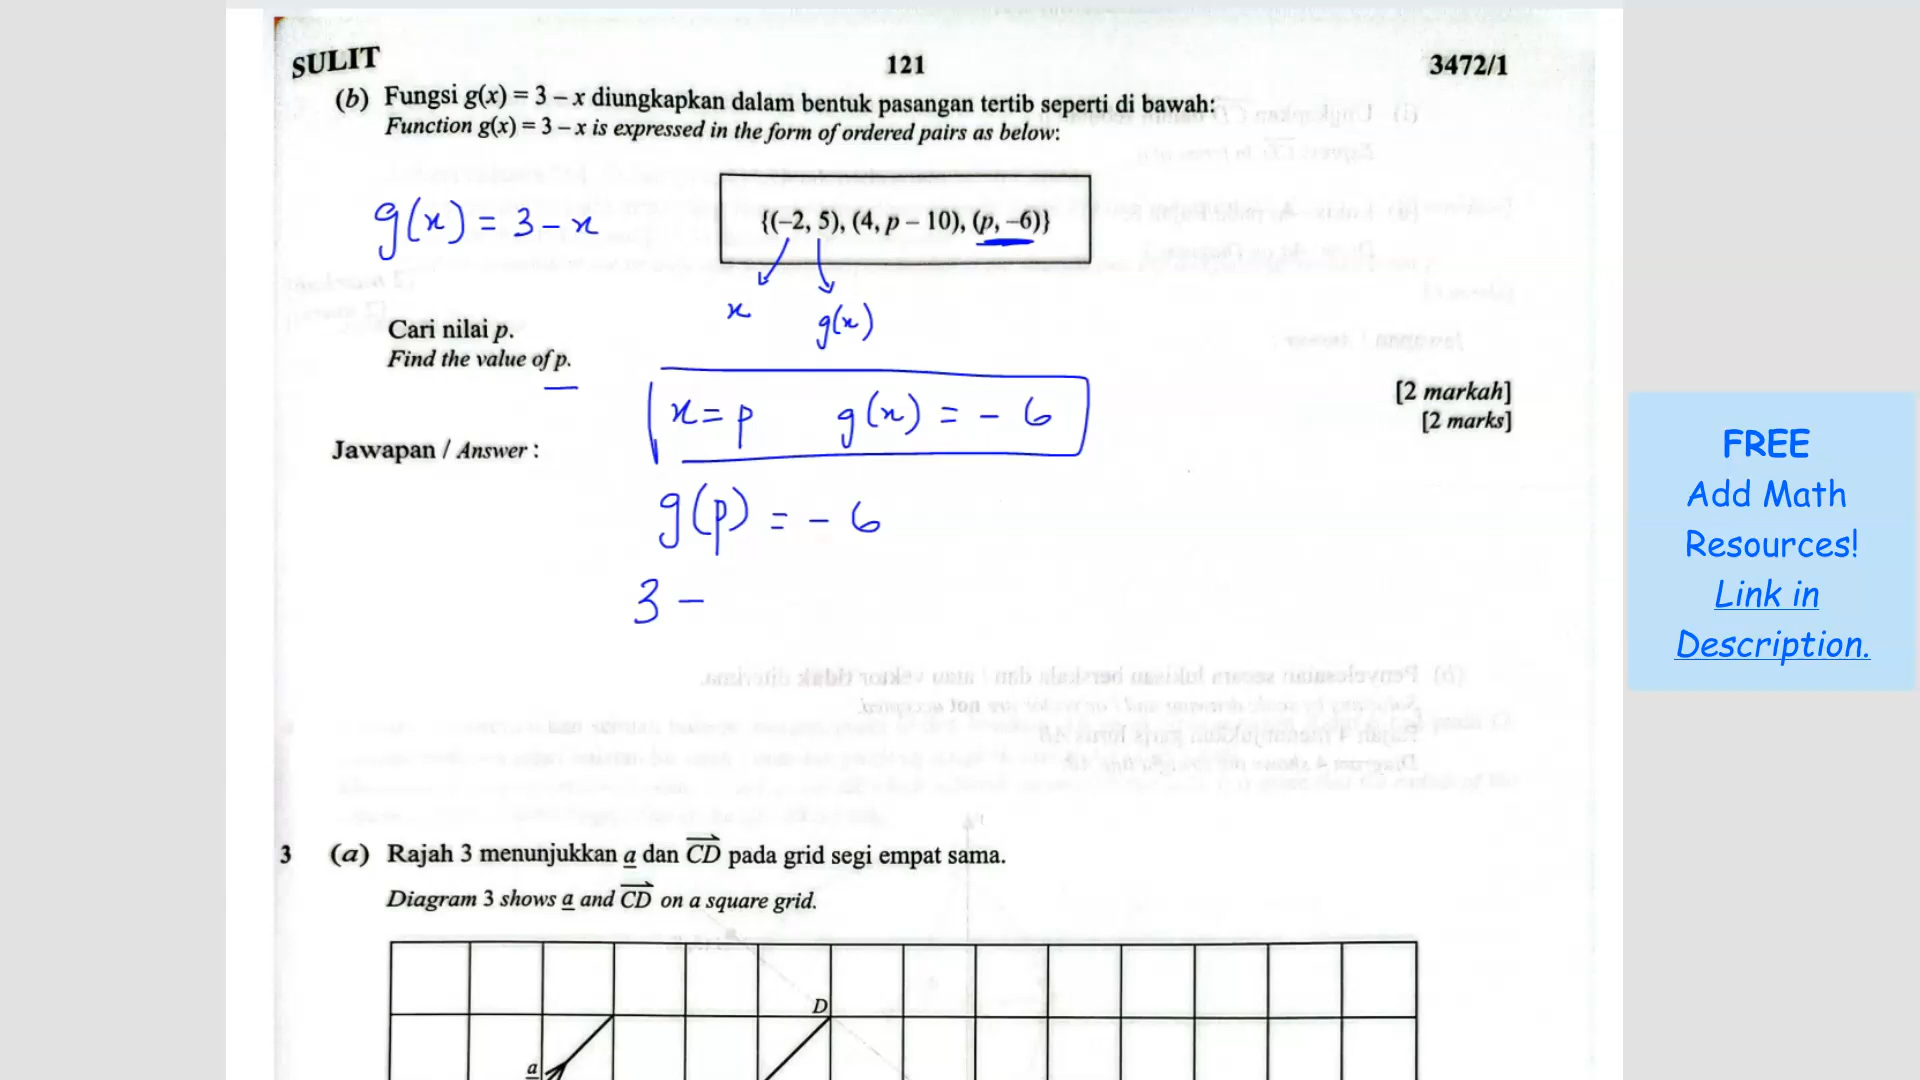 SULIT 121 3472/1
(b) Fungsi g(x) = 3 – x diungkapkan dalam bentuk pasangan tertib seperti di bawah:
Function g(x) = 3 – x is expressed in the form of ordered pairs as below:
{(–2, 5), (4, p – 10), (p, –6)}
g(x) = 3 – x
x
g(x)
Cari nilai p.
Find the value of p.
[2 markah]
[2 marks]
x = p g(x) = – 6
Jawapan / Answer :
g(p) = – 6
3 –
3 (a) Rajah 3 menunjukkan a dan CD pada grid segi empat sama.
Diagram 3 shows a and CD on a square grid.
D
a
FREE
Add Math
Resources!
Link in
Description.